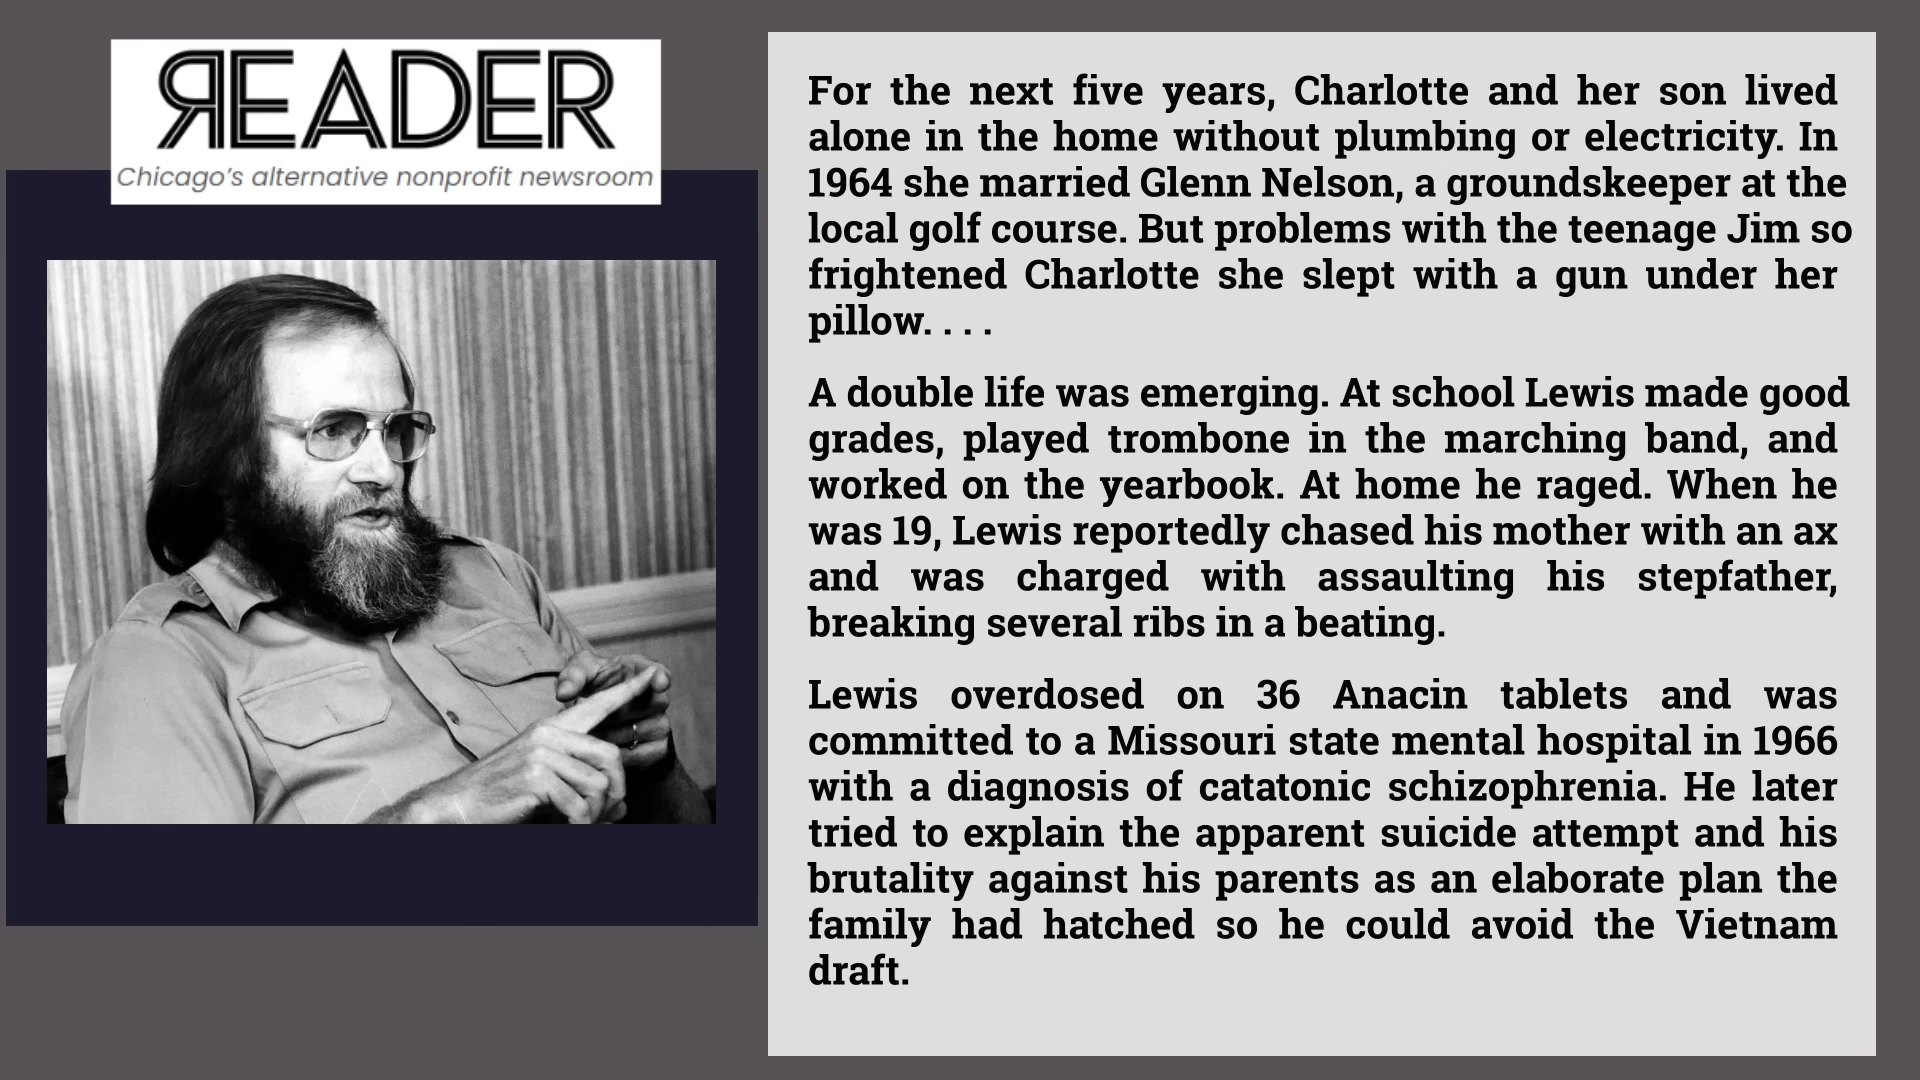 READER
Chicago's alternative nonprofit newsroom
For the next five years, Charlotte and her son lived
alone in the home without plumbing or electricity. In
1964 she married Glenn Nelson, a groundskeeper at the
local golf course. But problems with the teenage Jim so
frightened Charlotte she slept with a gun under her
pillow. . . .
A double life was emerging. At school Lewis made good
grades, played trombone in the marching band, and
worked on the yearbook. At home he raged. When he
was 19, Lewis reportedly chased his mother with an ax
and was charged with assaulting his stepfather,
breaking several ribs in a beating.
Lewis overdosed on 36 Anacin tablets and was
committed to a Missouri state mental hospital in 1966
with a diagnosis of catatonic schizophrenia. He later
tried to explain the apparent suicide attempt and his
brutality against his parents as an elaborate plan the
family had hatched so he could avoid the Vietnam
draft.